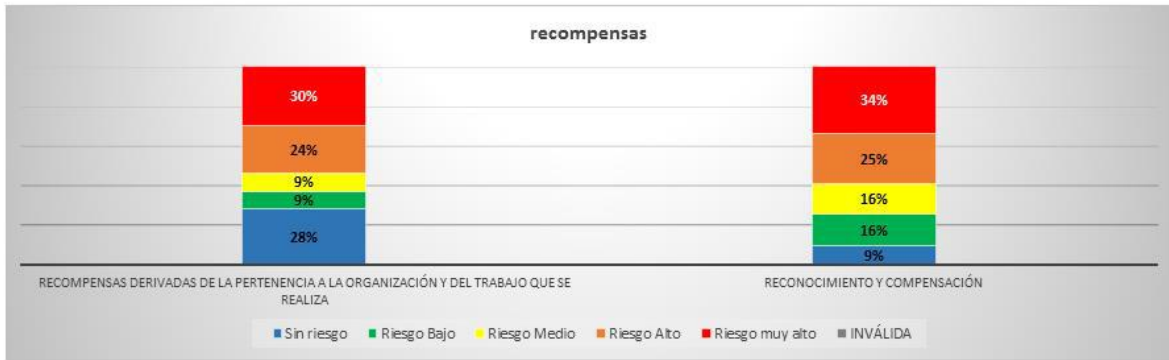 recompensas
30%
24%
9%
9%
28%
34%
25%
16%
16%
9%
RECOMPENSAS DERIVADAS DE LA PERTENENCIA A LA ORGANIZACIÓN Y DEL TRABAJO QUE SE
REALIZA
RECONOCIMIENTO Y COMPENSACIÓN
Sin riesgo Riesgo Bajo Riesgo Medio Riesgo Alto Riesgo muy alto INVÁLIDA